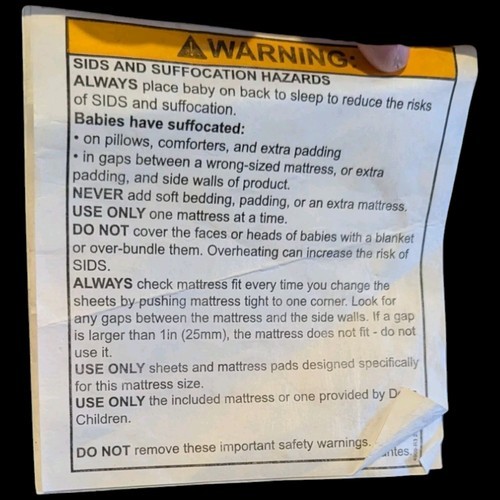 WARNING:
SIDS AND SUFFOCATION HAZARDS
ALWAYS place baby on back to sleep to reduce the risks
of SIDS and suffocation.
Babies have suffocated:
• on pillows, comforters, and extra padding
• in gaps between a wrong-sized mattress, or extra
padding, and side walls of product.
NEVER add soft bedding, padding, or an extra mattress.
USE ONLY one mattress at a time.
DO NOT cover the faces or heads of babies with a blanket
or over-bundle them. Overheating can increase the risk of
SIDS.
ALWAYS check mattress fit every time you change the
sheets by pushing mattress tight to one corner. Look for
any gaps between the mattress and the side walls. If a gap
is larger than 1in (25mm), the mattress does not fit - do not
use it.
USE ONLY sheets and mattress pads designed specifically
for this mattress size.
USE ONLY the included mattress or one provided by
Children.
DO NOT remove these important safety warnings.